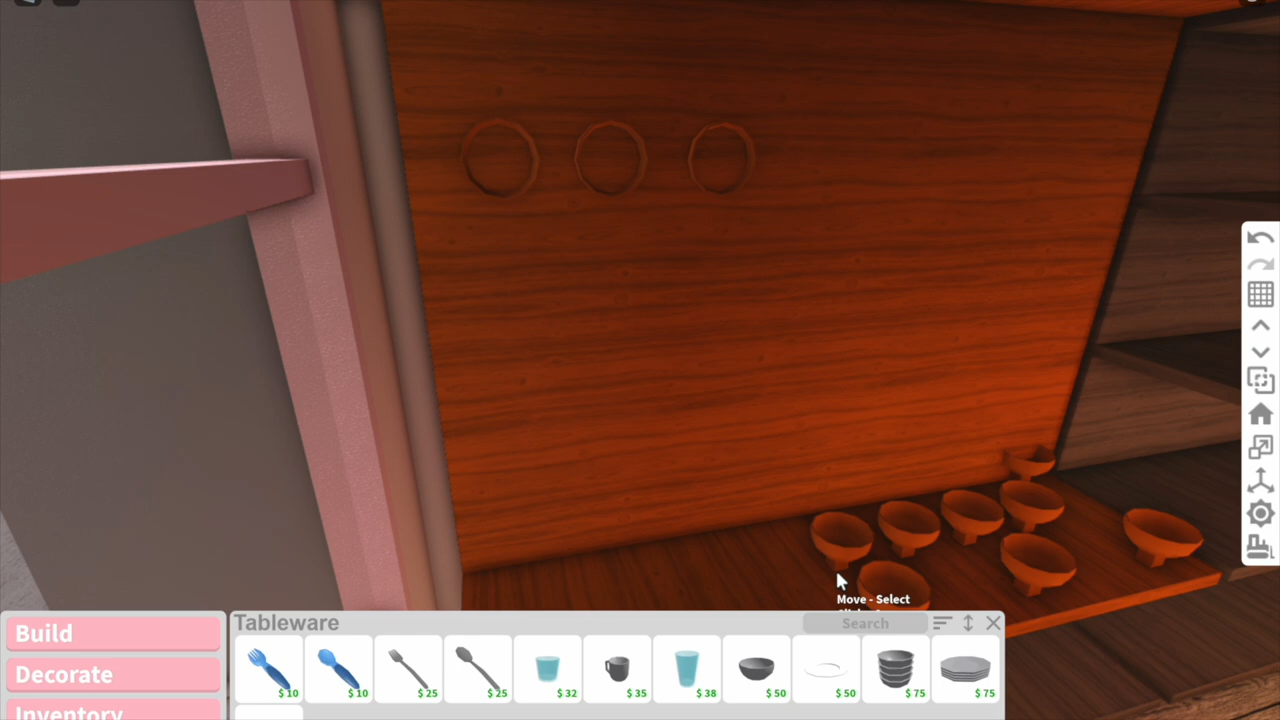 Move - Select
Build
Decorate
Inventory
Tableware
Search
$ 10
$ 10
$ 25
$ 25
$ 32
$ 35
$ 38
$ 50
$ 50
$ 75
$ 75